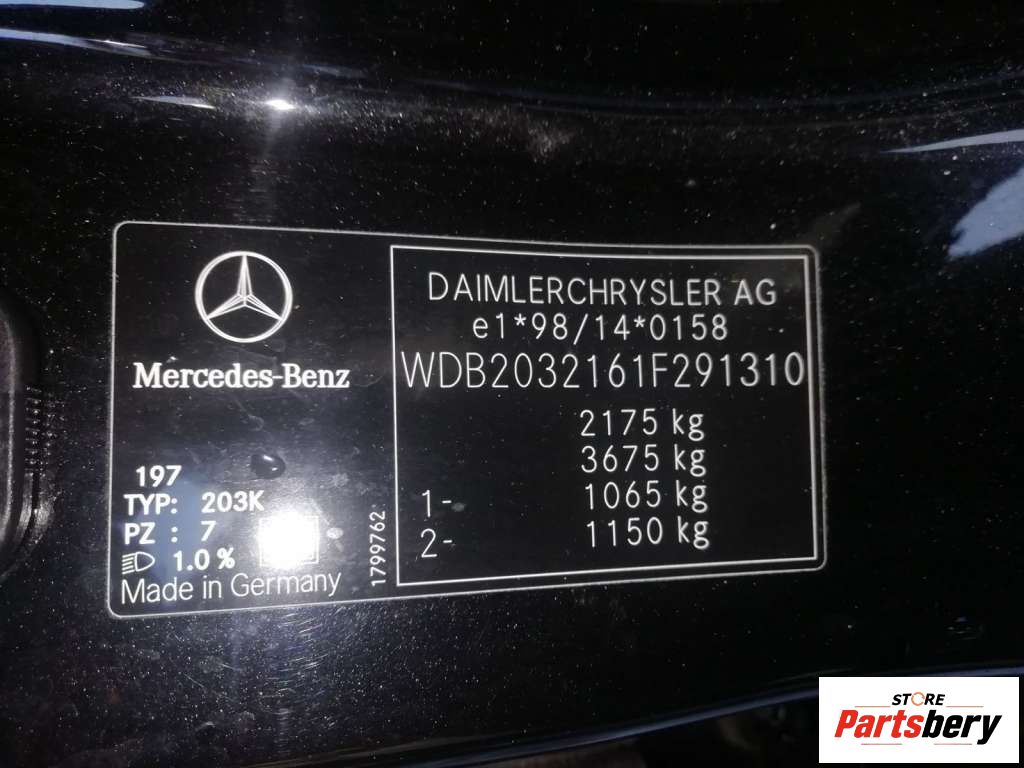 Mercedes-Benz
197
TYP: 203K
PZ : 7
1.0 %
Made in Germany
1799762
DAIMLERCHRYSLER AG
e1*98/14*0158
WDB2032161F291310
2175 kg
3675 kg
1- 1065 kg
2- 1150 kg
STORE
Partsbery